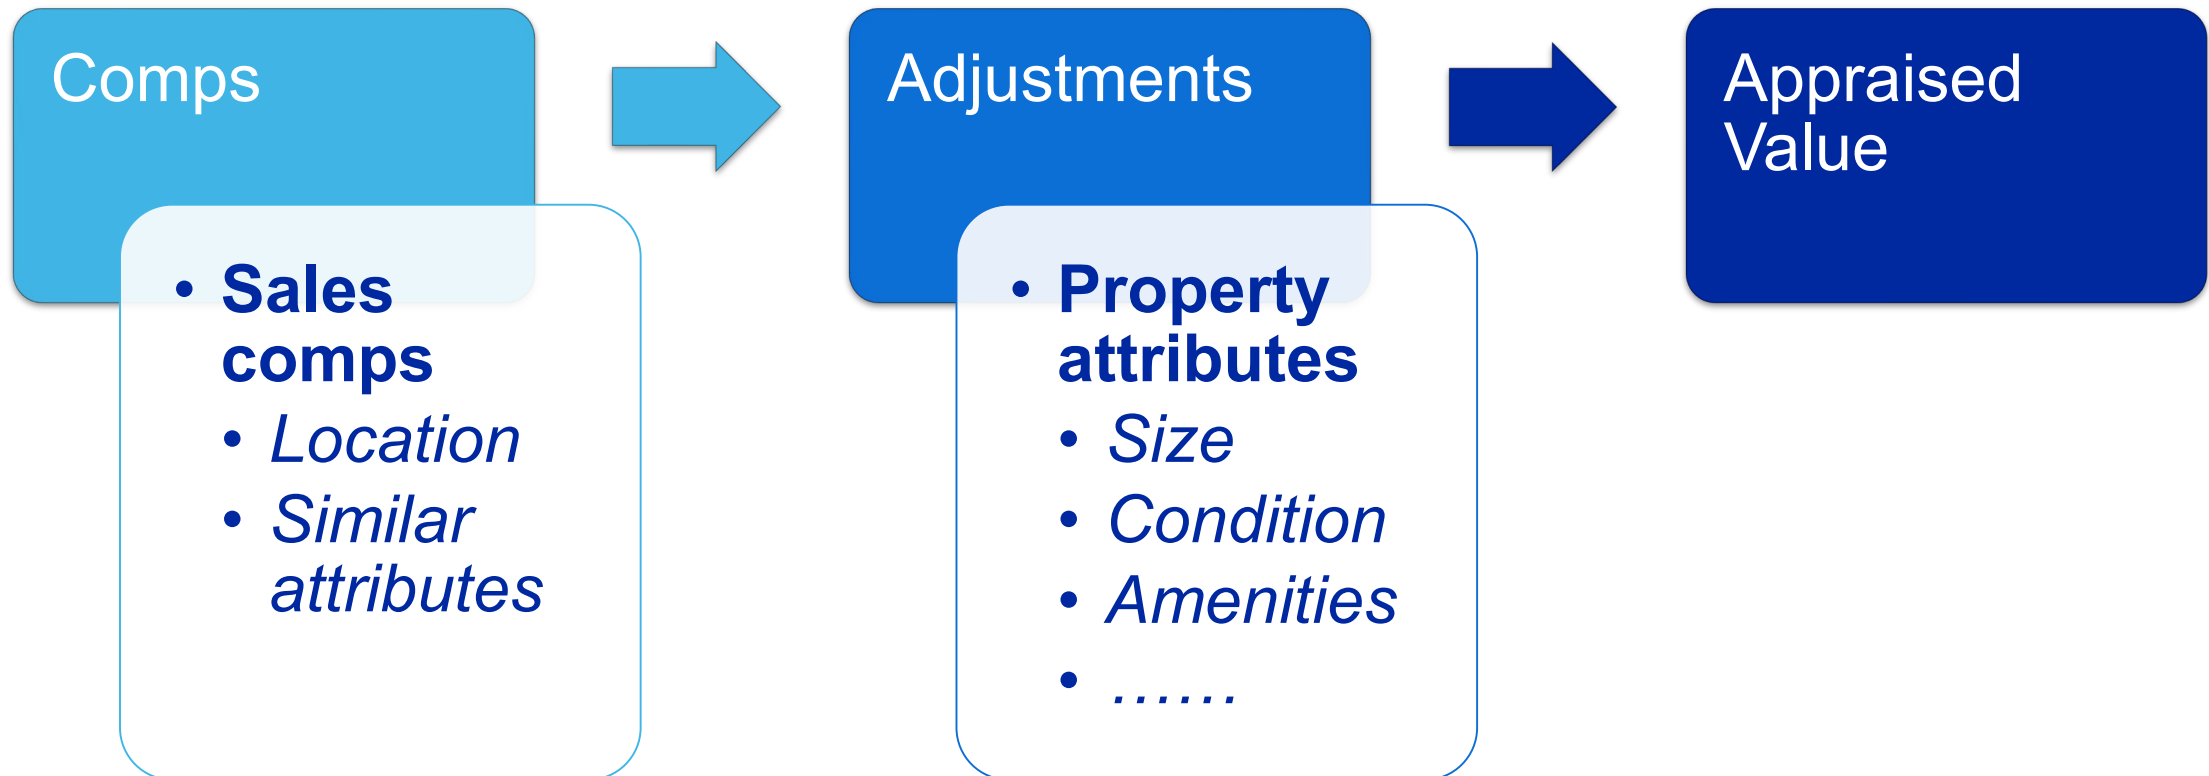 Comps
• Sales
comps
• Location
• Similar
attributes
Adjustments
• Property
attributes
• Size
• Condition
• Amenities
• ……
Appraised
Value